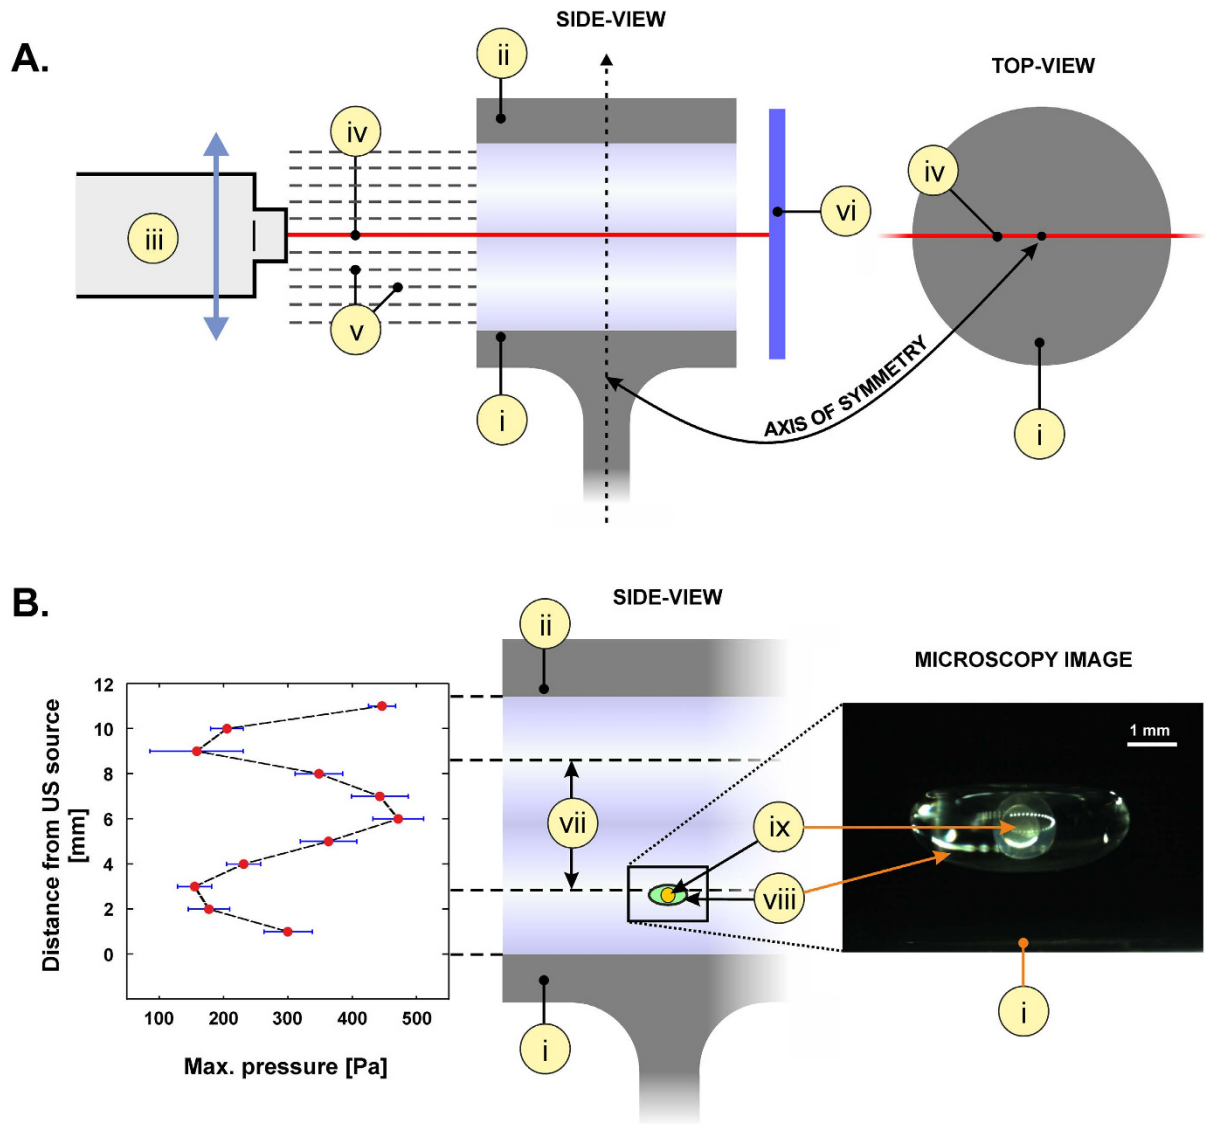 A.
SIDE-VIEW
TOP-VIEW
ii
iv
iv
iii
vi
v
i
AXIS OF SYMMETRY
i
B.
SIDE-VIEW
MICROSCOPY IMAGE
ii
Distance from US source
[mm]
12
10
8
6
4
2
0
100 200 300 400 500
Max. pressure [Pa]
vii
ix
viii
i
1 mm
i